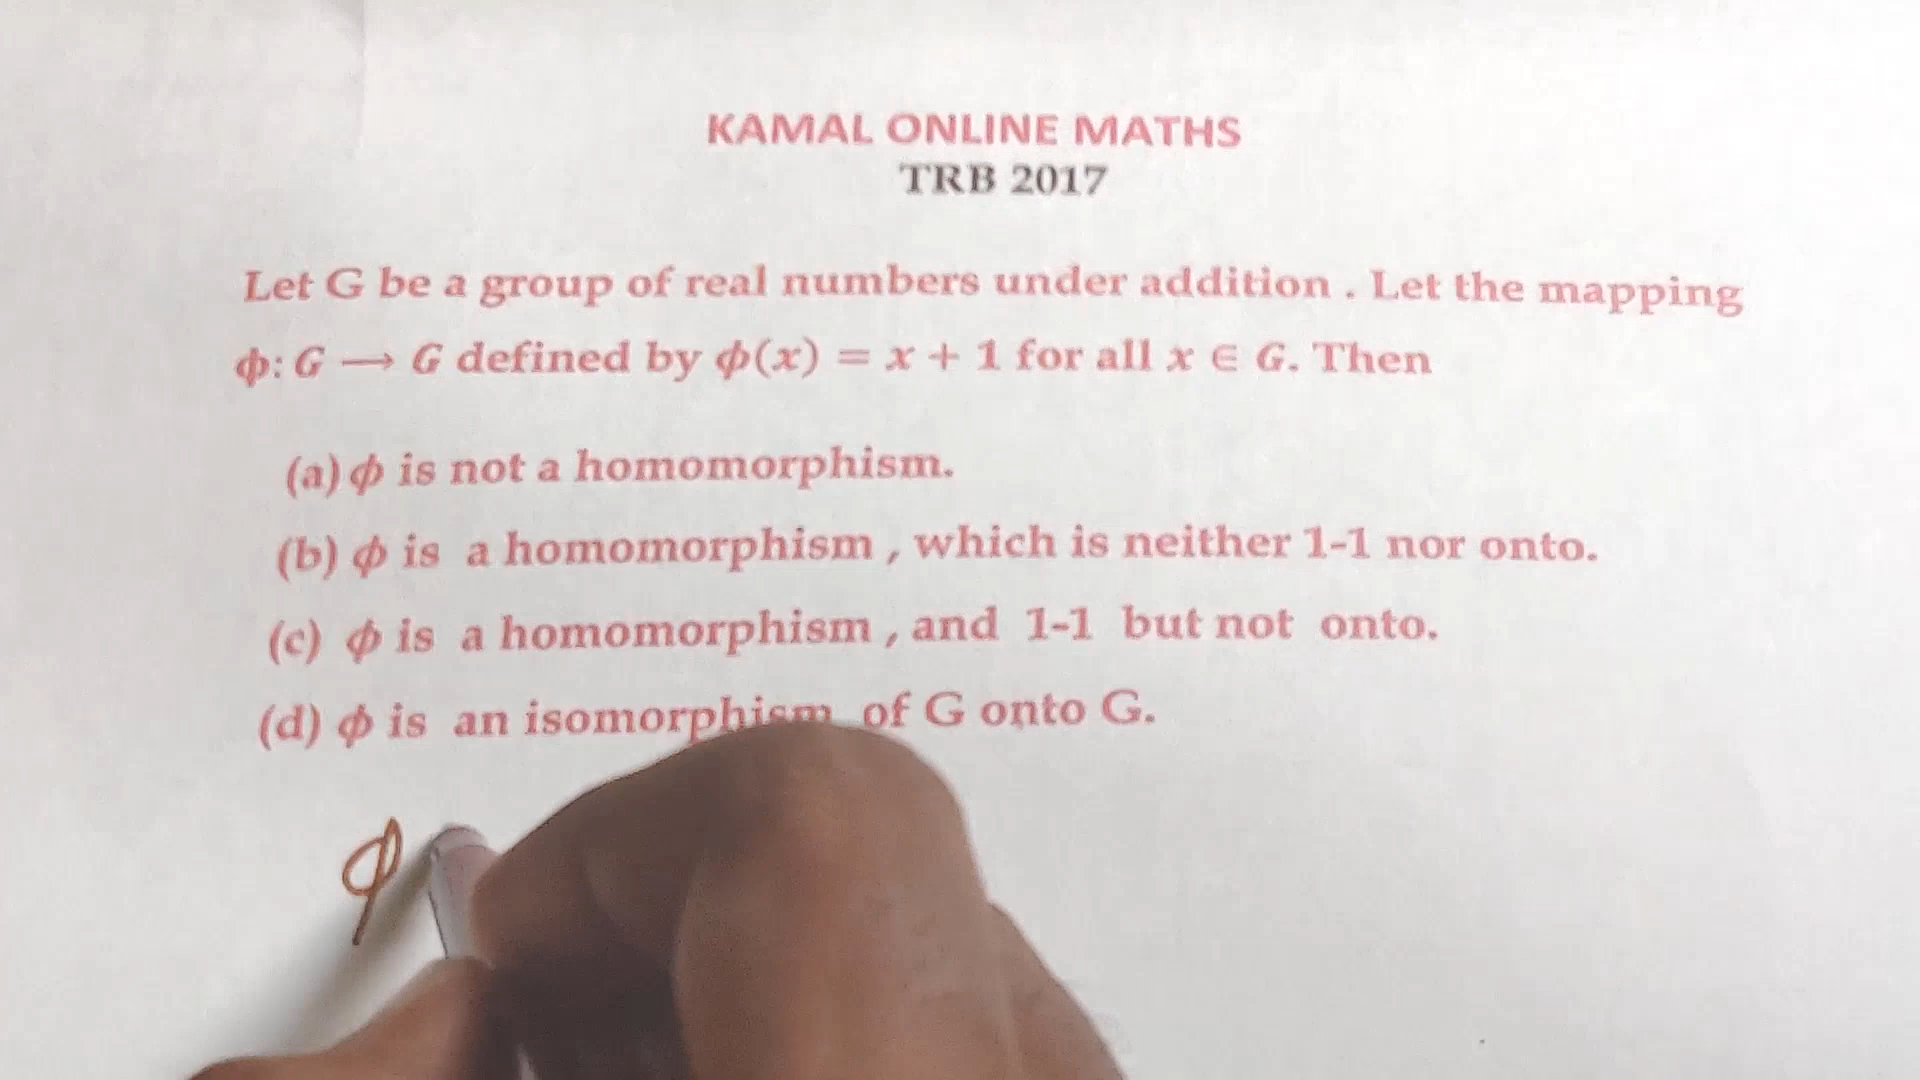 KAMAL ONLINE MATHS
TRB 2017
Let G be a group of real numbers under addition . Let the mapping
ϕ: G ⟶ G defined by ϕ(x) = x + 1 for all x ∈ G. Then
(a) ϕ is not a homomorphism.
(b) ϕ is a homomorphism , which is neither 1-1 nor onto.
(c) ϕ is a homomorphism , and 1-1 but not onto.
(d) ϕ is an isomorphism of G onto G.
ϕ